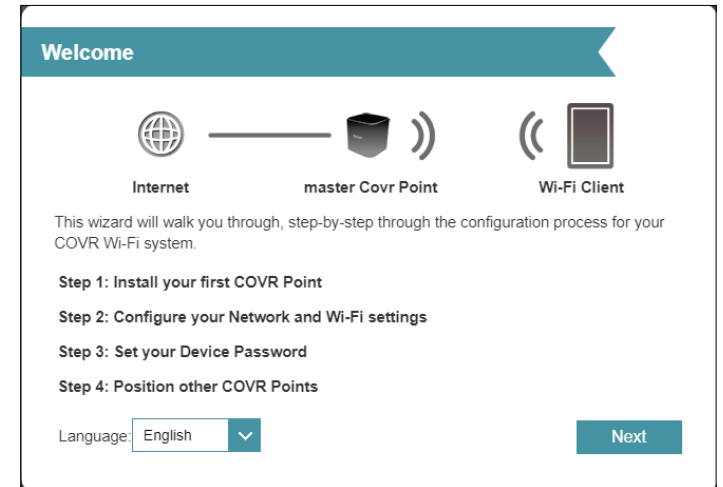 Welcome
Internet master Covr Point Wi-Fi Client
This wizard will walk you through, step-by-step through the configuration process for your
COVR Wi-Fi system.
Step 1: Install your first COVR Point
Step 2: Configure your Network and Wi-Fi settings
Step 3: Set your Device Password
Step 4: Position other COVR Points
Language: English Next